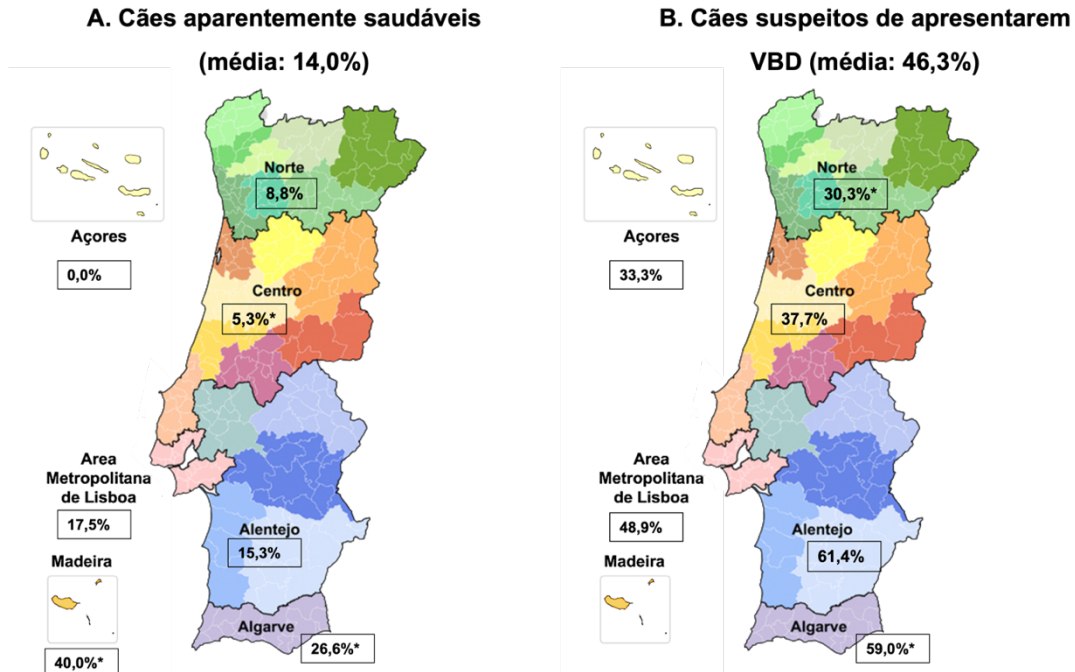 A. Cães aparentemente saudáveis
(média: 14,0%)
Norte
8,8%
Açores
0,0%
Centro
5,3%*
Area
Metropolitana
de Lisboa
17,5%
Alentejo
15,3%
Madeira
40,0%*
Algarve
26,6%*
B. Cães suspeitos de apresentarem
VBD (média: 46,3%)
Norte
30,3%*
Açores
33,3%
Centro
37,7%
Area
Metropolitana
de Lisboa
48,9%
Alentejo
61,4%
Madeira
Algarve
59,0%*